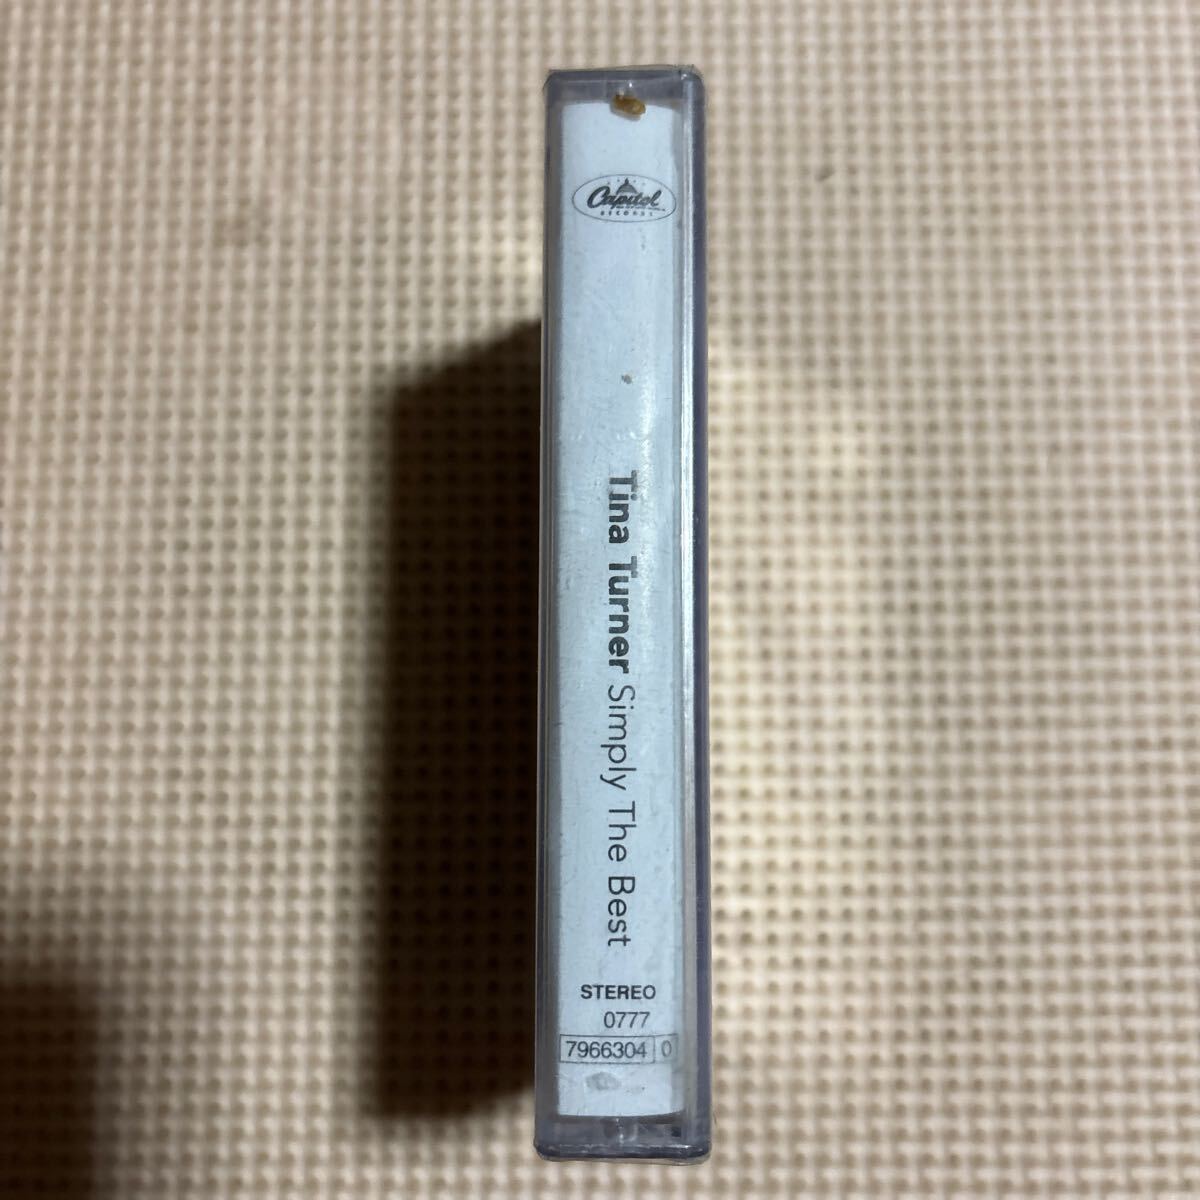 Capitol
RECORDS
Tina Turner Simply The Best
STEREO
0777
7966304 0